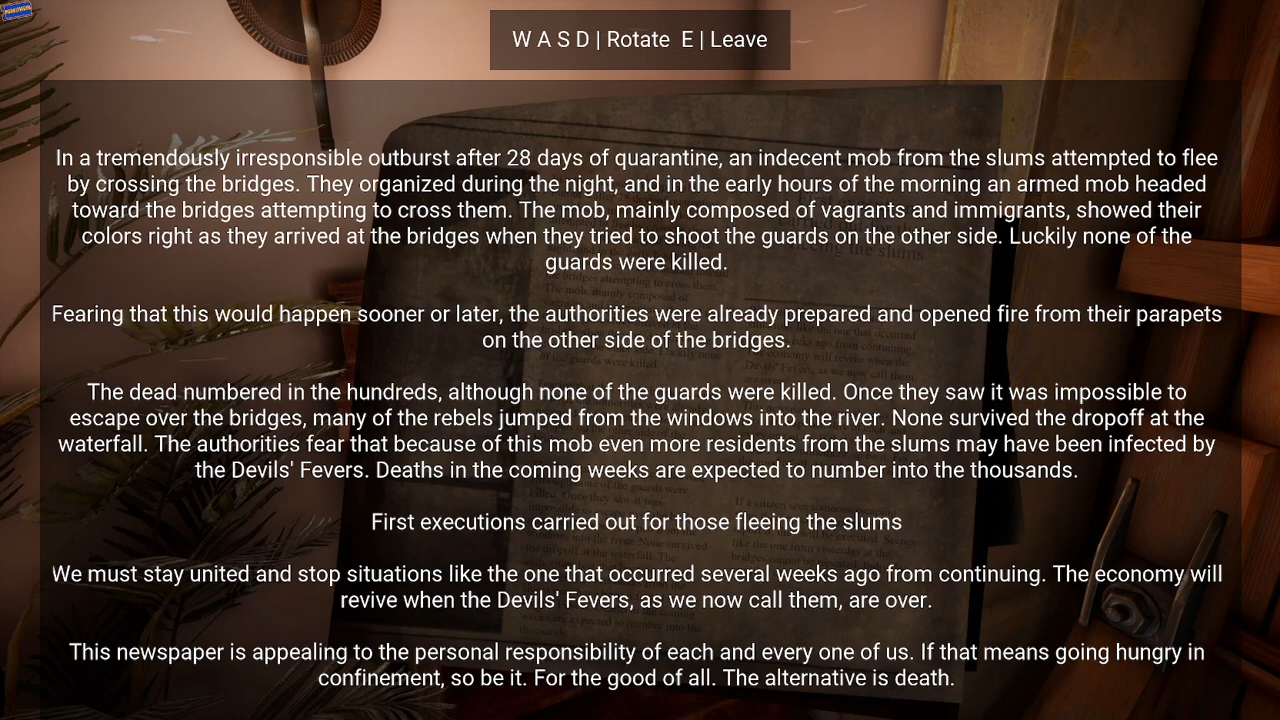 W A S D | Rotate  E | Leave
In a tremendously irresponsible outburst after 28 days of quarantine, an indecent mob from the slums attempted to flee
by crossing the bridges. They organized during the night, and in the early hours of the morning an armed mob headed
toward the bridges attempting to cross them. The mob, mainly composed of vagrants and immigrants, showed their
colors right as they arrived at the bridges when they tried to shoot the guards on the other side. Luckily none of the
guards were killed.
Fearing that this would happen sooner or later, the authorities were already prepared and opened fire from their parapets
on the other side of the bridges.
The dead numbered in the hundreds, although none of the guards were killed. Once they saw it was impossible to
escape over the bridges, many of the rebels jumped from the windows into the river. None survived the dropoff at the
waterfall. The authorities fear that because of this mob even more residents from the slums may have been infected by
the Devils' Fevers. Deaths in the coming weeks are expected to number into the thousands.
First executions carried out for those fleeing the slums
We must stay united and stop situations like the one that occurred several weeks ago from continuing. The economy will
revive when the Devils' Fevers, as we now call them, are over.
This newspaper is appealing to the personal responsibility of each and every one of us. If that means going hungry in
confinement, so be it. For the good of all. The alternative is death.